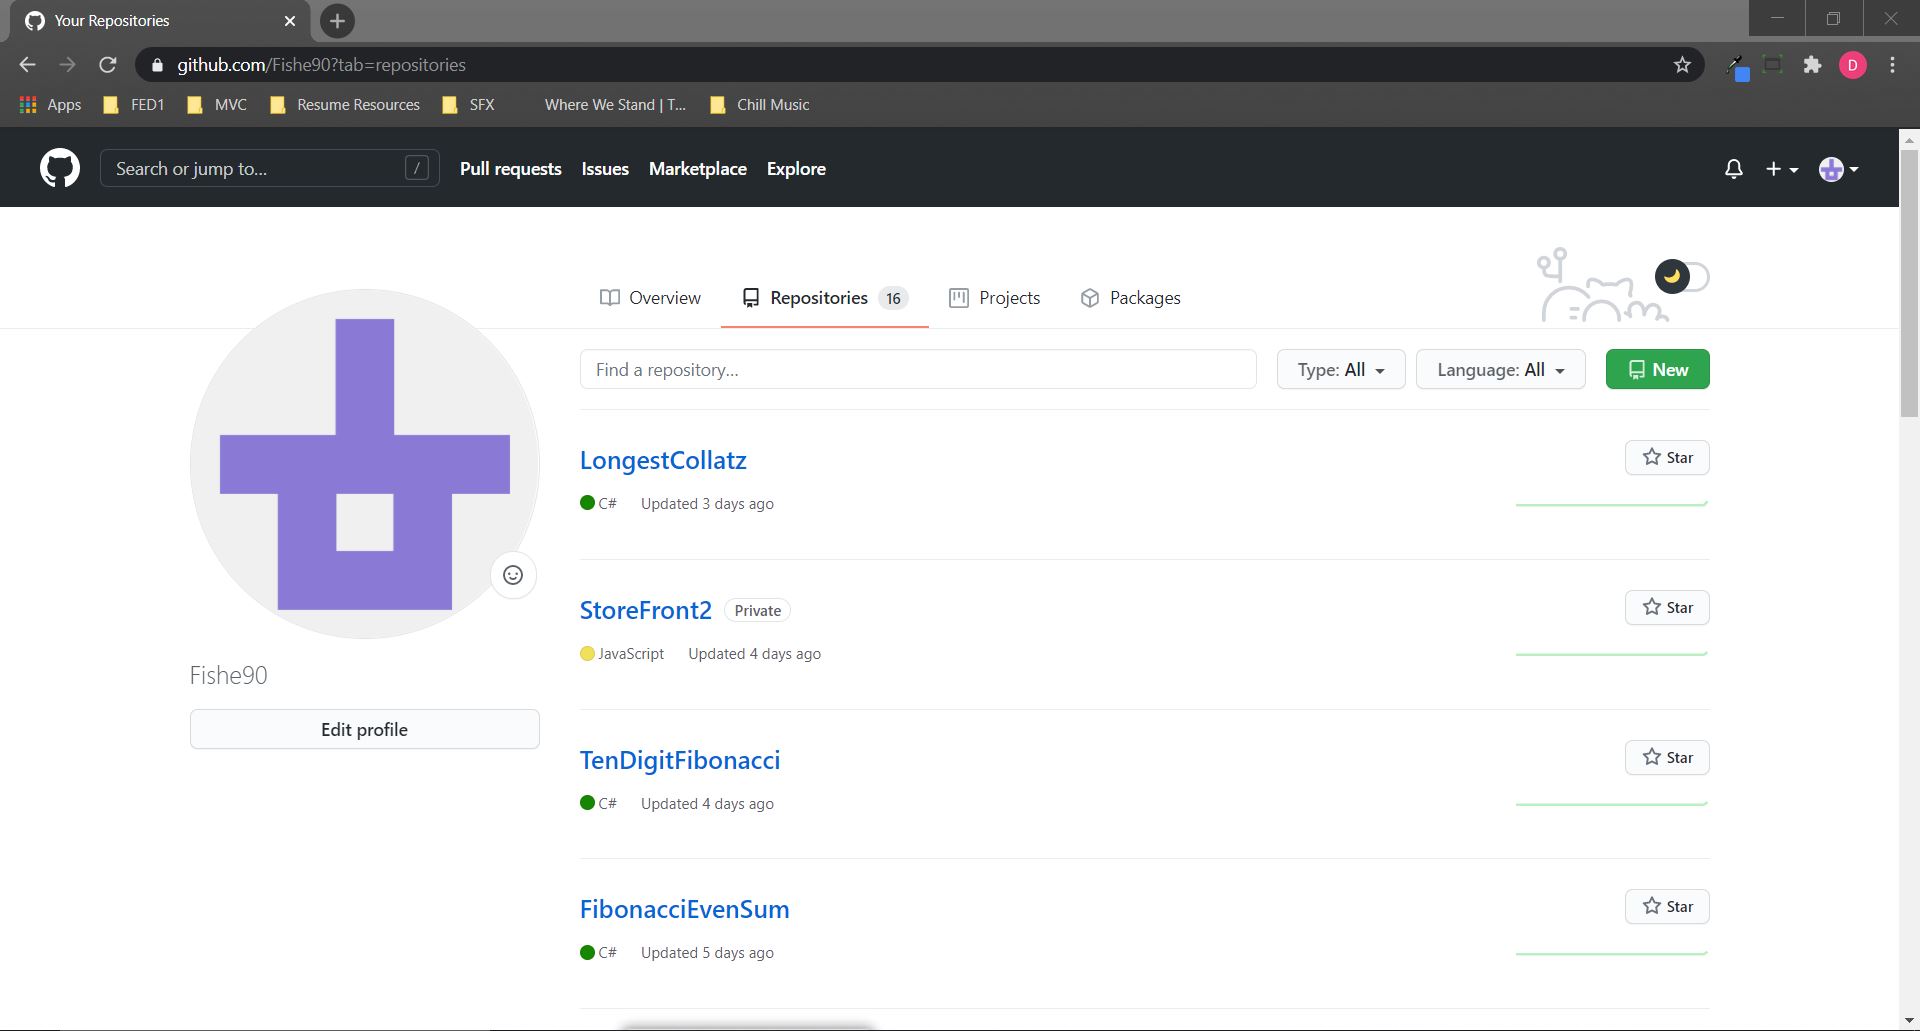 Your Repositories
github.com/Fishe90?tab=repositories
D
Apps FED1 MVC Resume Resources SFX Where We Stand | T... Chill Music
Search or jump to... / Pull requests Issues Marketplace Explore
Overview Repositories 16 Projects Packages
Find a repository... Type: All Language: All New
LongestCollatz Star
C# Updated 3 days ago
StoreFront2 Private Star
JavaScript Updated 4 days ago
Fishe90
Edit profile
TenDigitFibonacci Star
C# Updated 4 days ago
FibonacciEvenSum Star
C# Updated 5 days ago